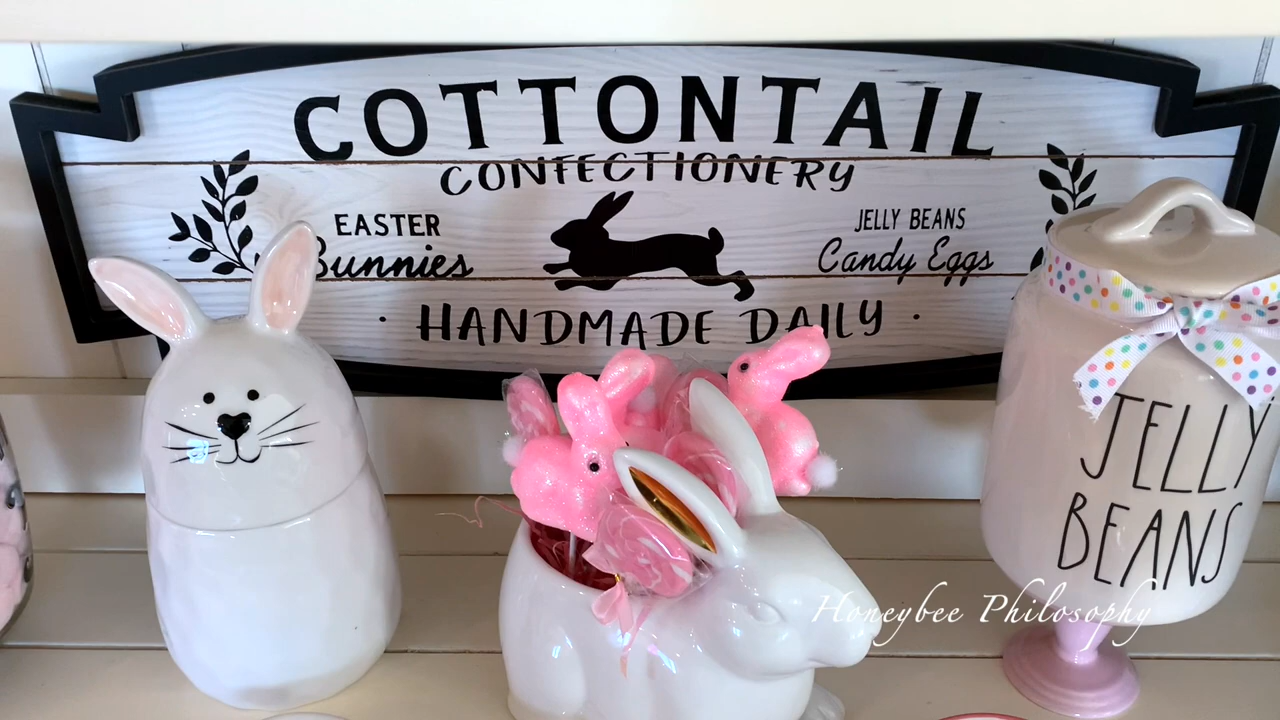 COTTONTAIL
CONFECTIONERY
EASTER
Bunnies
JELLY BEANS
Candy Eggs
· HANDMADE DAILY ·
JELLY
BEANS
Honeybee Philosophy